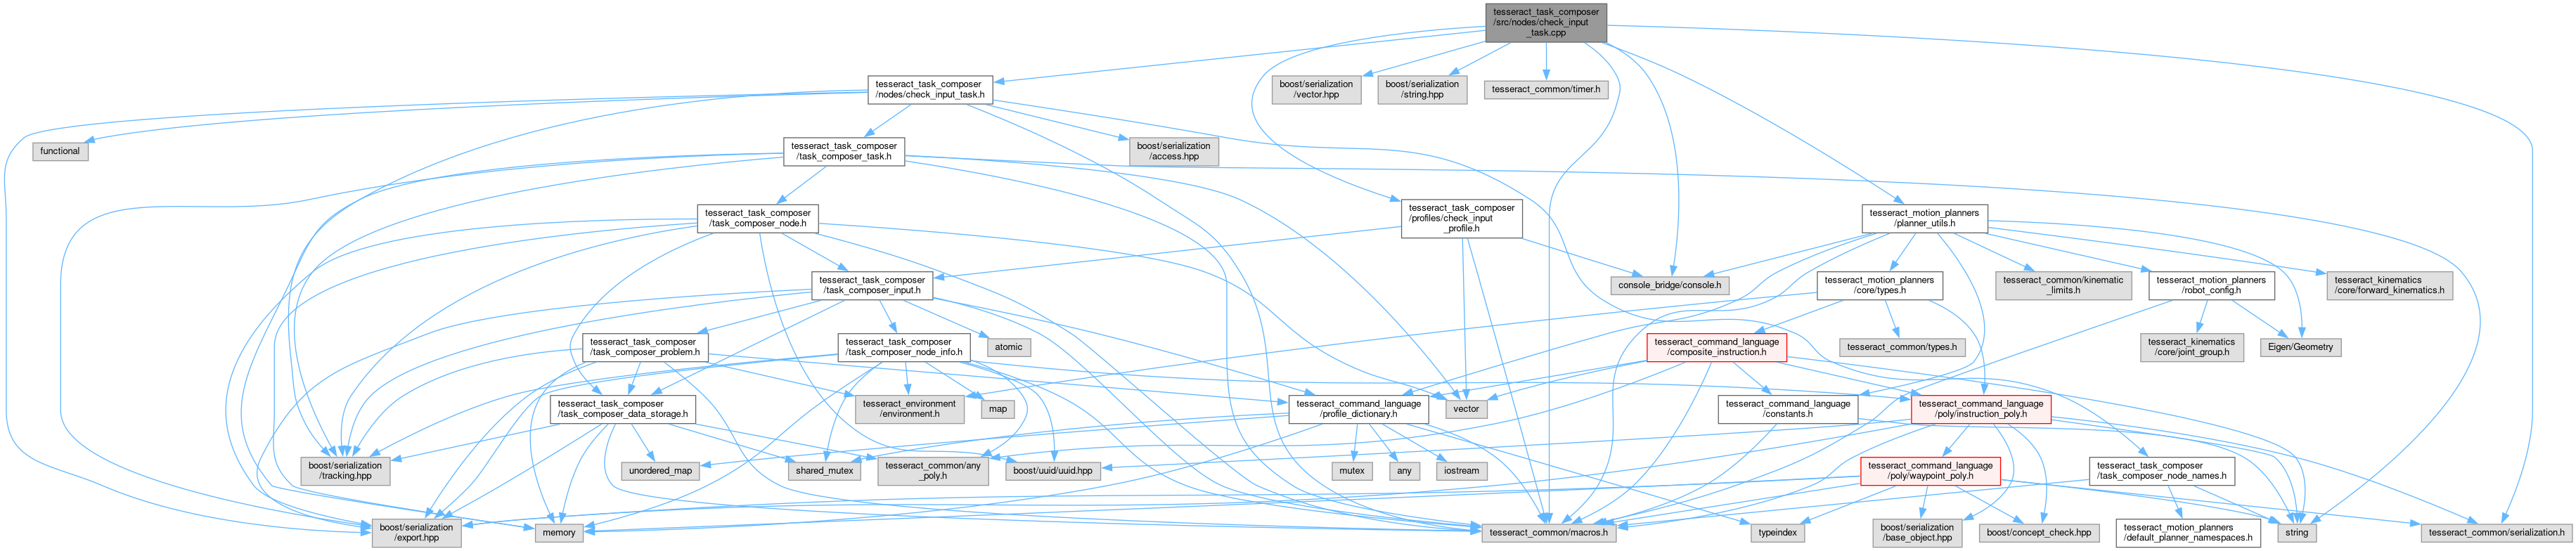 tesseract_task_composer
/src/nodes/check_input
_task.cpp
tesseract_task_composer
/nodes/check_input_task.h
boost/serialization
/vector.hpp
boost/serialization
/string.hpp
tesseract_common/timer.h
functional
tesseract_task_composer
/task_composer_task.h
boost/serialization
/access.hpp
tesseract_task_composer
/task_composer_node.h
tesseract_task_composer
/profiles/check_input
_profile.h
tesseract_motion_planners
/planner_utils.h
tesseract_task_composer
/task_composer_input.h
console_bridge/console.h
tesseract_motion_planners
/core/types.h
tesseract_common/kinematic
_limits.h
tesseract_motion_planners
/robot_config.h
tesseract_kinematics
/core/forward_kinematics.h
tesseract_task_composer
/task_composer_problem.h
tesseract_task_composer
/task_composer_node_info.h
atomic
tesseract_command_language
/composite_instruction.h
tesseract_common/types.h
tesseract_kinematics
/core/joint_group.h
Eigen/Geometry
tesseract_task_composer
/task_composer_data_storage.h
tesseract_environment
/environment.h
map
tesseract_command_language
/profile_dictionary.h
vector
tesseract_command_language
/constants.h
tesseract_command_language
/poly/instruction_poly.h
boost/serialization
/tracking.hpp
unordered_map
shared_mutex
tesseract_common/any
_poly.h
boost/uuid/uuid.hpp
mutex
any
iostream
tesseract_command_language
/poly/waypoint_poly.h
tesseract_task_composer
/task_composer_node_names.h
boost/serialization
/export.hpp
memory
tesseract_common/macros.h
typeindex
boost/serialization
/base_object.hpp
boost/concept_check.hpp
tesseract_motion_planners
/default_planner_namespaces.h
string
tesseract_common/serialization.h